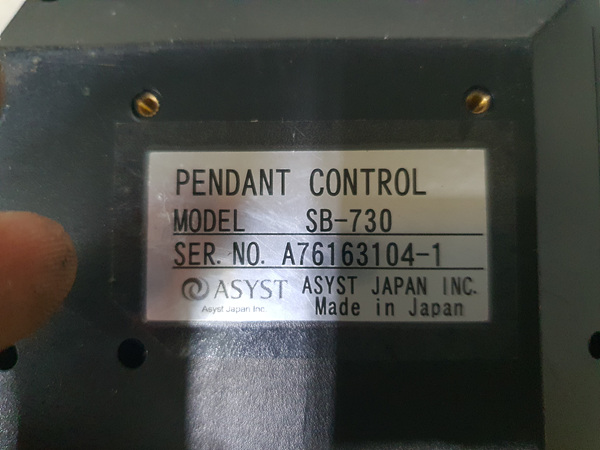 PENDANT CONTROL
MODEL SB-730
SER. NO. A76163104-1
ASYST ASYST JAPAN INC.
Asyst Japan Inc. Made in Japan